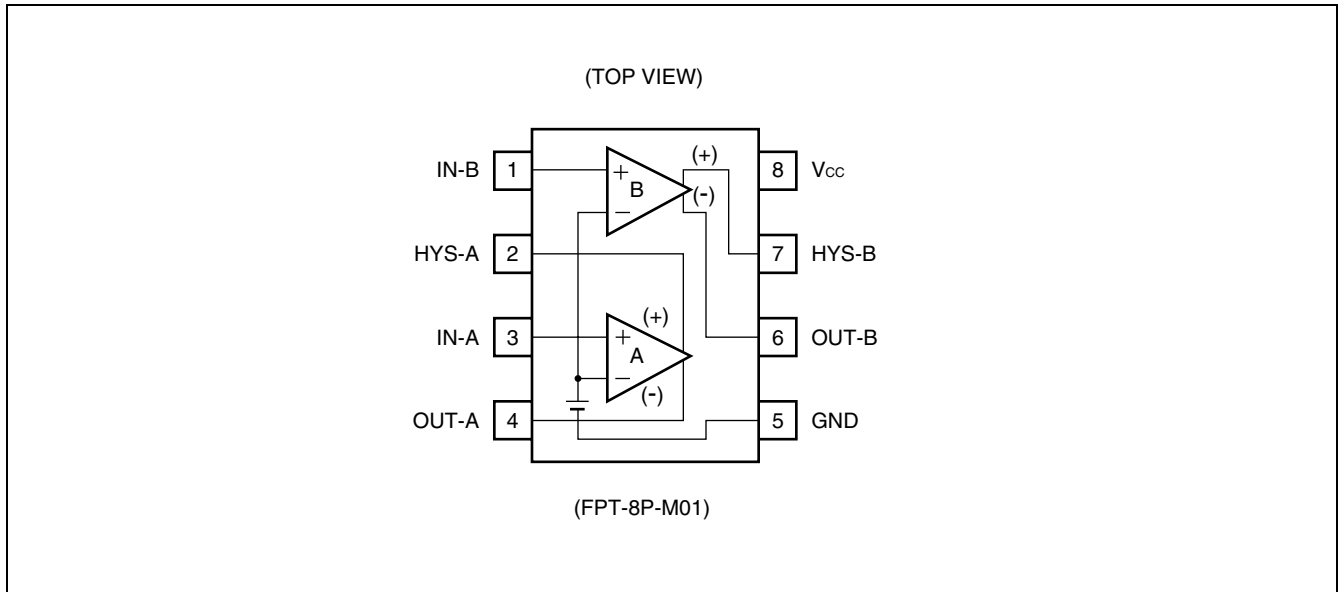 (TOP VIEW)
IN-B 1
8 VCC
+
B
−
(+)
(-)
HYS-A 2
7 HYS-B
IN-A 3
6 OUT-B
(+)
+
A
−
(-)
OUT-A 4
5 GND
(FPT-8P-M01)